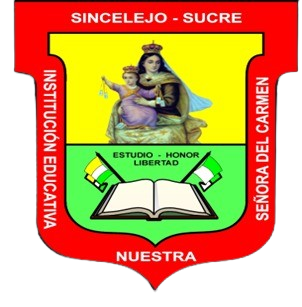 SINCELEJO - SUCRE
INSTITUCIÓN EDUCATIVA
NUESTRA
SEÑORA DEL CARMEN
ESTUDIO - HONOR
LIBERTAD